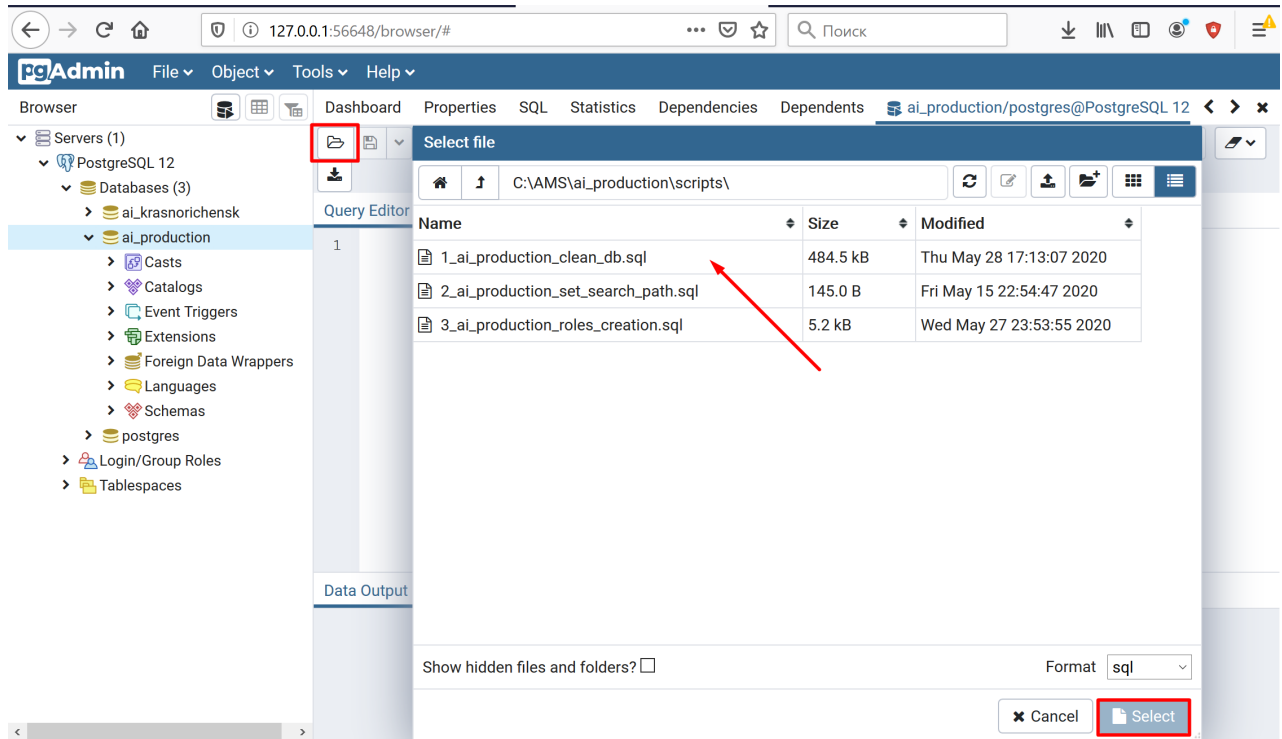 127.0.0.1:56648/browser/#
Поиск
pgAdmin File Object Tools Help
Browser
Dashboard Properties SQL Statistics Dependencies Dependents ai_production/postgres@PostgreSQL 12
Servers (1)
PostgreSQL 12
Databases (3)
ai_krasnorichensk
ai_production
Casts
Catalogs
Event Triggers
Extensions
Foreign Data Wrappers
Languages
Schemas
postgres
Login/Group Roles
Tablespaces
Query Editor
1
Data Output
Select file
C:\AMS\ai_production\scripts\
Name Size Modified
1_ai_production_clean_db.sql 484.5 kB Thu May 28 17:13:07 2020
2_ai_production_set_search_path.sql 145.0 B Fri May 15 22:54:47 2020
3_ai_production_roles_creation.sql 5.2 kB Wed May 27 23:53:55 2020
Show hidden files and folders? Format sql
Cancel Select